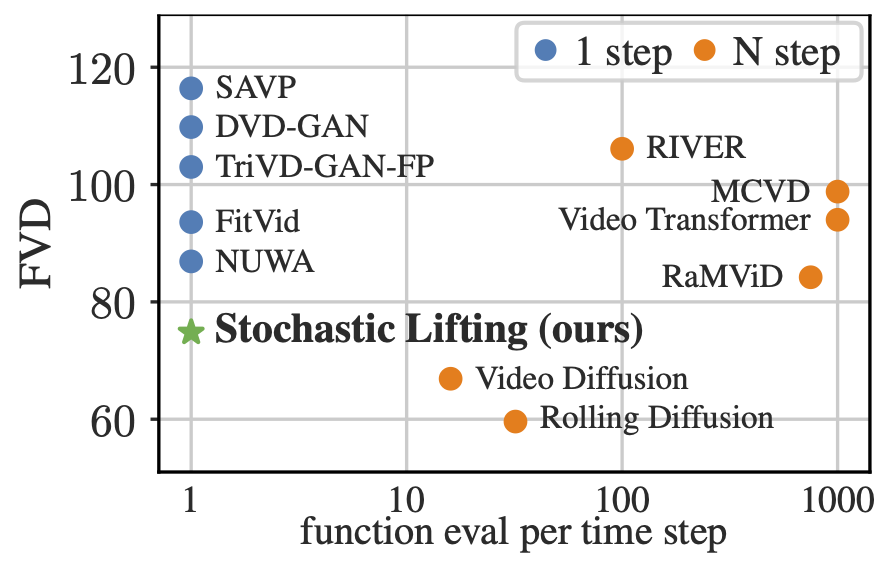 120
100
80
60
FVD
1 step
N step
SAVP
DVD-GAN
TriVD-GAN-FP
FitVid
NUWA
RIVER
MCVD
Video Transformer
RaMViD
Stochastic Lifting (ours)
Video Diffusion
Rolling Diffusion
1
10
100
1000
function eval per time step